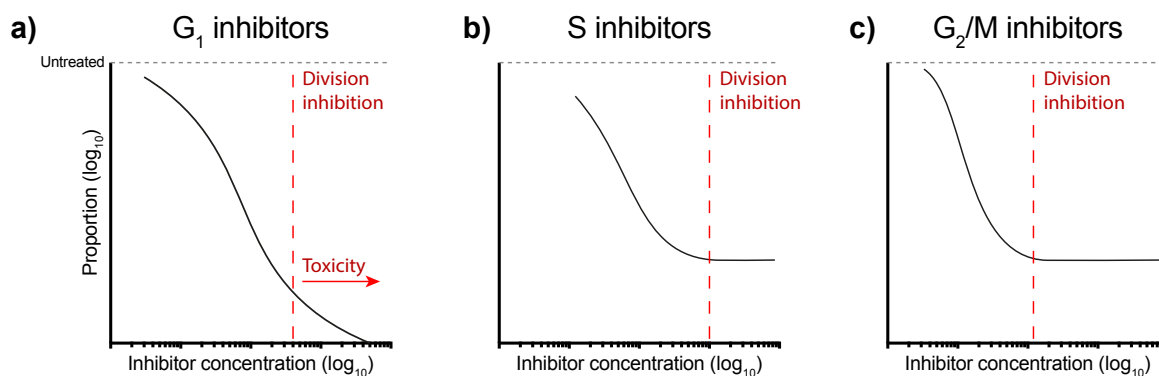 a)
G₁ inhibitors
Untreated
Division
inhibition
Toxicity
Proportion (log₁₀)
Inhibitor concentration (log₁₀)
b)
S inhibitors
Division
inhibition
Inhibitor concentration (log₁₀)
c)
G₂/M inhibitors
Division
inhibition
Inhibitor concentration (log₁₀)